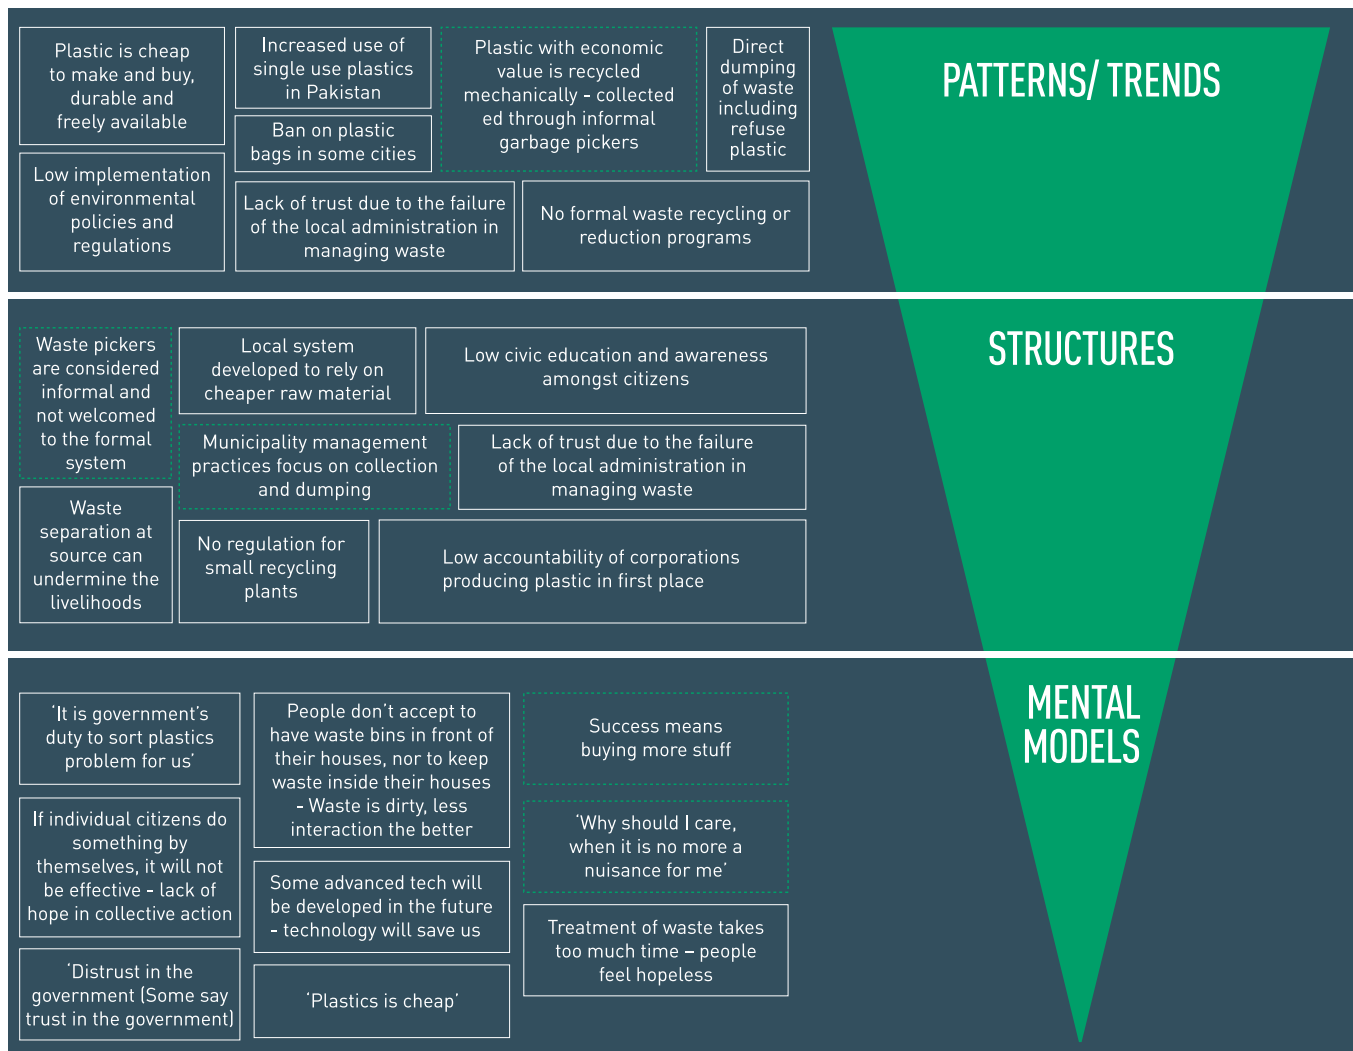 Plastic is cheap
to make and buy,
durable and
freely available
Increased use of
single use plastics
in Pakistan
Plastic with economic
value is recycled
mechanically - collected
ed through informal
garbage pickers
Direct
dumping
of waste
including
refuse
plastic
Ban on plastic
bags in some cities
Low implementation
of environmental
policies and
regulations
Lack of trust due to the failure
of the local administration in
managing waste
No formal waste recycling or
reduction programs
PATTERNS/ TRENDS
Waste pickers
are considered
informal and
not welcomed
to the formal
system
Local system
developed to rely on
cheaper raw material
Low civic education and awareness
amongst citizens
Municipality management
practices focus on collection
and dumping
Lack of trust due to the failure
of the local administration in
managing waste
Waste
separation at
source can
undermine the
livelihoods
No regulation for
small recycling
plants
Low accountability of corporations
producing plastic in first place
STRUCTURES
‘It is government’s
duty to sort plastics
problem for us’
People don’t accept to
have waste bins in front of
their houses, nor to keep
waste inside their houses
- Waste is dirty, less
interaction the better
Success means
buying more stuff
If individual citizens do
something by
themselves, it will not
be effective - lack of
hope in collective action
‘Why should I care,
when it is no more a
nuisance for me’
Some advanced tech will
be developed in the future
- technology will save us
Treatment of waste takes
too much time – people
feel hopeless
‘Distrust in the
government (Some say
trust in the government)
‘Plastics is cheap’
MENTAL
MODELS